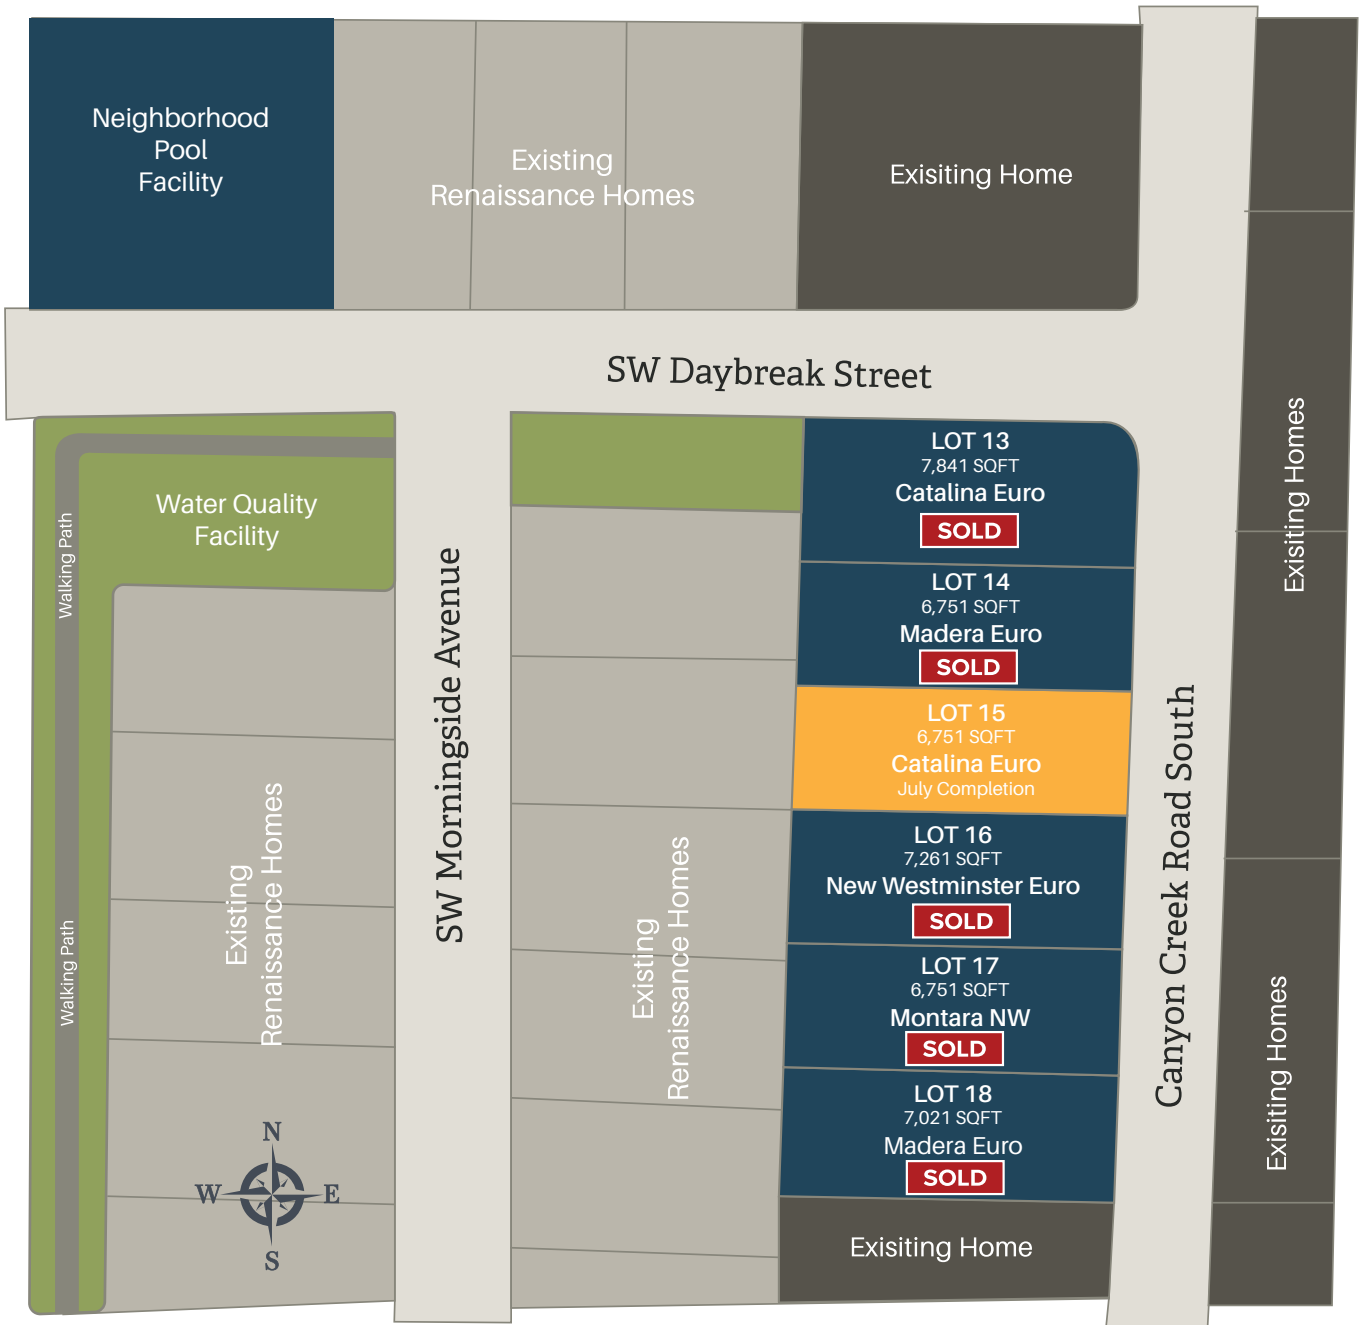 Neighborhood
Pool
Facility
Existing
Renaissance Homes
Exisiting Home
SW Daybreak Street
Water Quality
Facility
Walking Path
Walking Path
Existing
Renaissance Homes
SW Morningside Avenue
Existing
Renaissance Homes
LOT 13
7,841 SQFT
Catalina Euro
SOLD
LOT 14
6,751 SQFT
Madera Euro
SOLD
LOT 15
6,751 SQFT
Catalina Euro
July Completion
LOT 16
7,261 SQFT
New Westminster Euro
SOLD
LOT 17
6,751 SQFT
Montara NW
SOLD
LOT 18
7,021 SQFT
Madera Euro
SOLD
Exisiting Home
Canyon Creek Road South
Exisiting Homes
Exisiting Homes
N
W
E
S